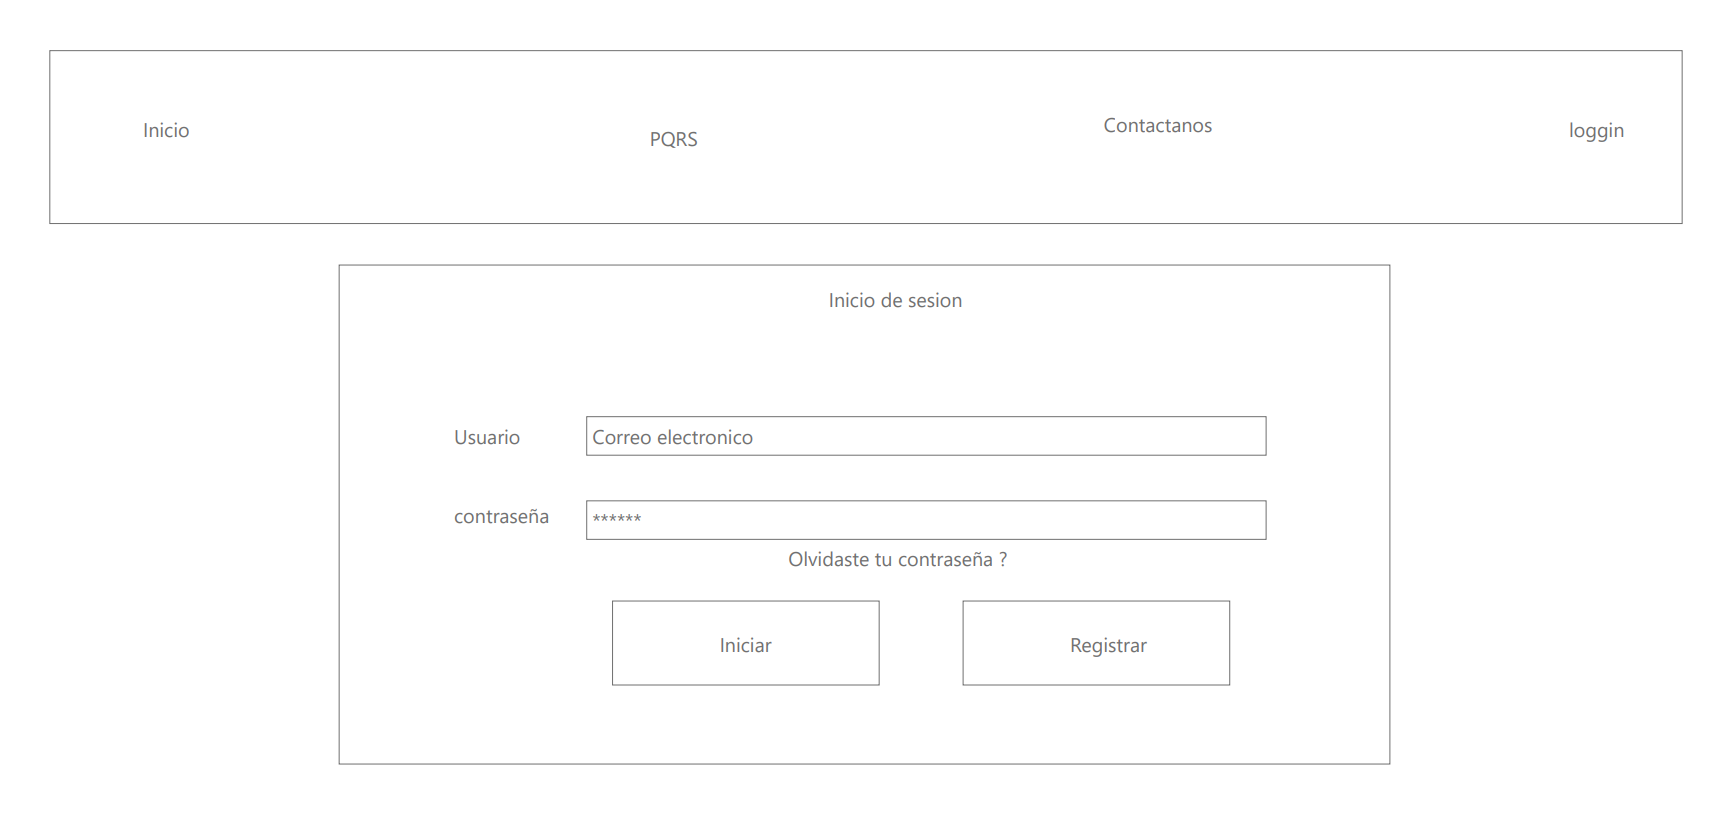 Inicio
PQRS
Contactanos
loggin
Inicio de sesion
Usuario
Correo electronico
contraseña
******
Olvidaste tu contraseña ?
Iniciar
Registrar